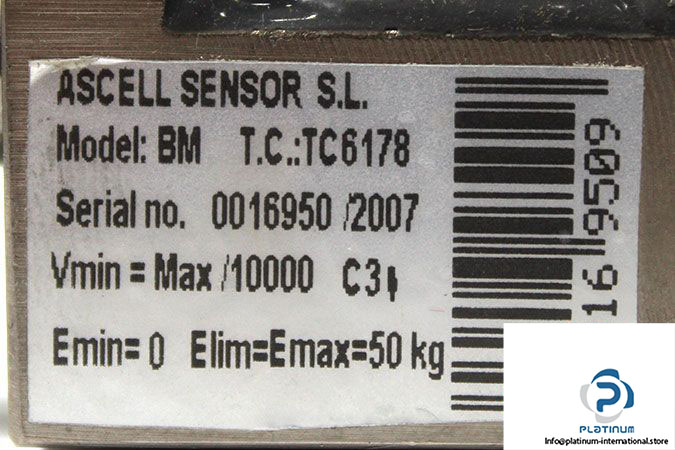 ASCELL SENSOR S.L.
Model: BM T.C.:TC6178
Serial no. 0016950 /2007
Vmin = Max /10000 C3
Emin= 0 Elim=Emax=50 kg
16 9509
PLATINUM
info@platinum-international.store